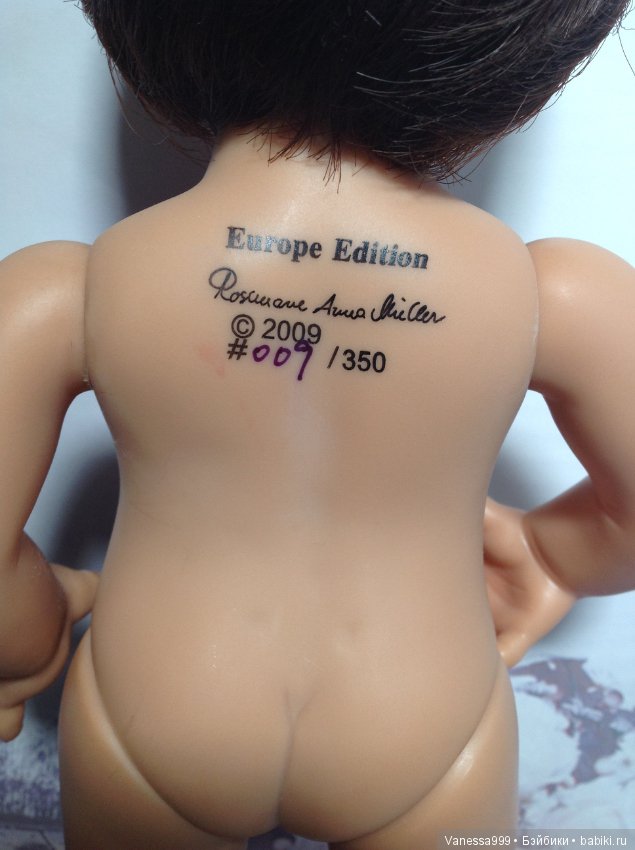 Europe Edition
Rosemarie Anna Müller
© 2009
#009 / 350
Vanessa999 • Бэйбики • babiki.ru